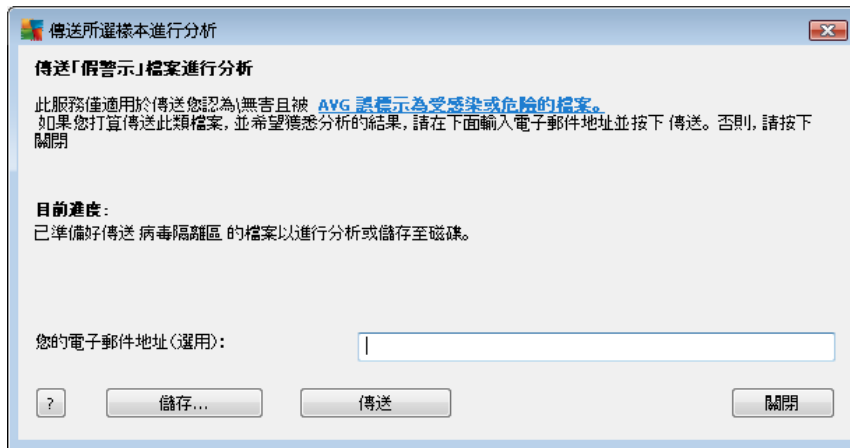 傳送所選樣本進行分析
傳送「假警示」檔案進行分析
此服務僅適用於傳送您認為\無害且被 AVG 誤標示為受感染或危險的檔案。
如果您打算傳送此類檔案, 並希望獲悉分析的結果, 請在下面輸入電子郵件地址並按下 傳送。否則, 請按下
關閉
目前進度:
已準備好傳送 病毒隔離區 的檔案以進行分析或儲存至磁碟。
您的電子郵件地址(選用):
? 儲存... 傳送 關閉